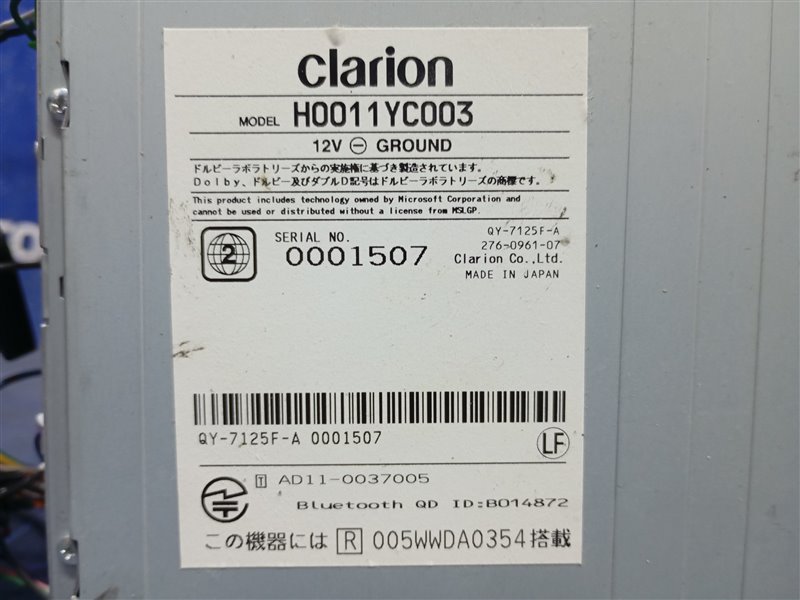 clarion
MODEL H0011YC003
12V ⊖ GROUND
ドルビーラボラトリーズからの実施権に基づき製造されています。
Dolby、ドルビー及びダブルD記号はドルビーラボラトリーズの商標です。
This product includes technology owned by Microsoft Corporation and
cannot be used or distributed without a license from MSLGP.
2
SERIAL NO.
0001507
QY-7125F-A
276-0961-07
Clarion Co.,Ltd.
MADE IN JAPAN
QY-7125F-A 0001507
LF
T AD11-0037005
Bluetooth QD ID:B014872
この機器には R 005WWDA0354 搭載